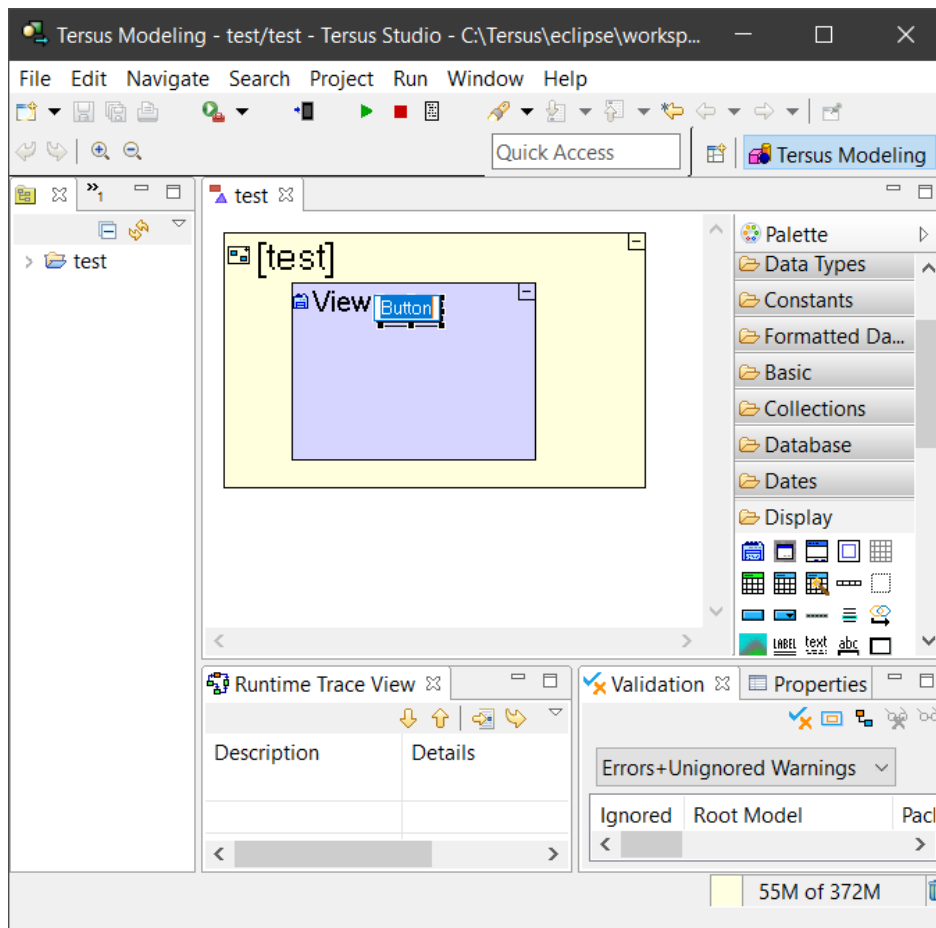 Tersus Modeling - test/test - Tersus Studio - C:\Tersus\eclipse\worksp...
File Edit Navigate Search Project Run Window Help
Quick Access
Tersus Modeling
»1
test
test
[test]
View
Button
Palette
Data Types
Constants
Formatted Da...
Basic
Collections
Database
Dates
Display
LABEL text abc
Runtime Trace View
Description Details
Validation Properties
Errors+Unignored Warnings
Ignored Root Model Pacl
55M of 372M